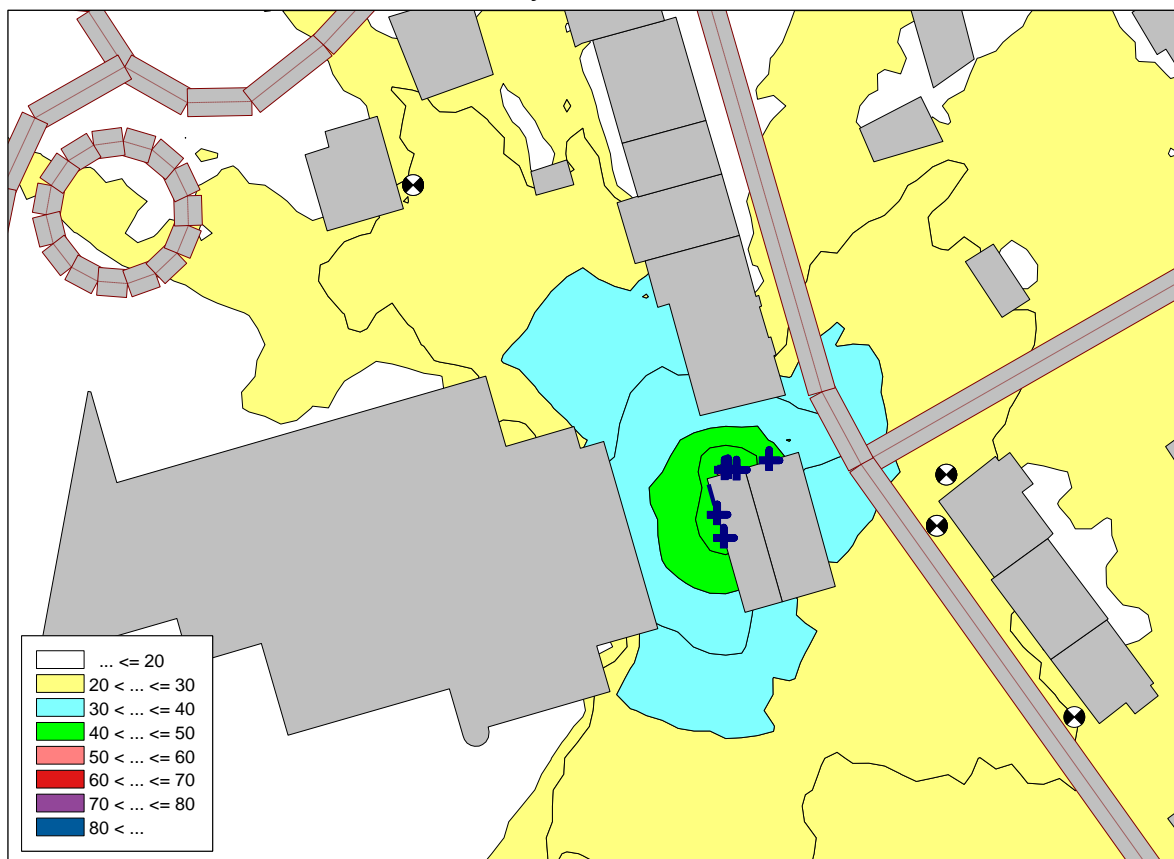 ... <= 20
20 < ... <= 30
30 < ... <= 40
40 < ... <= 50
50 < ... <= 60
60 < ... <= 70
70 < ... <= 80
80 < ...